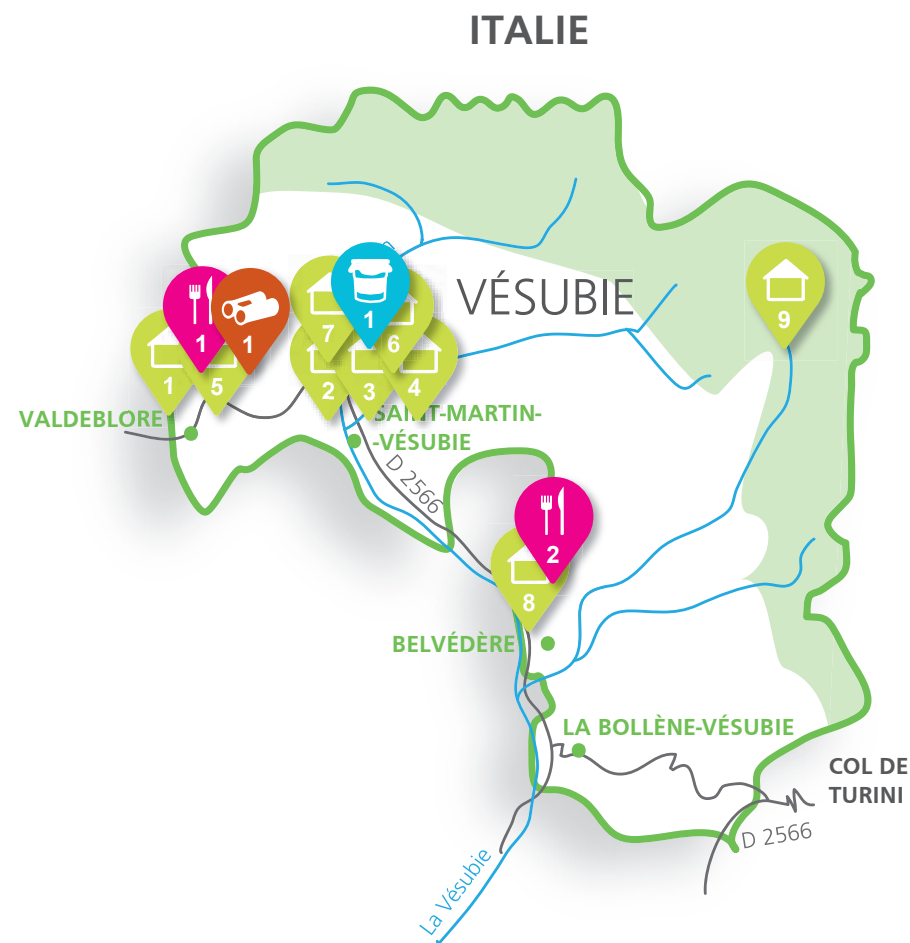 ITALIE
VÉSUBIE
9
1
1
7
1
6
1
5
2
3
4
VALDEBLORE
SAINT-MARTIN-
-VÉSUBIE
D 2566
2
8
BELVÉDÈRE
LA BOLLÈNE-VÉSUBIE
COL DE
TURINI
D 2566
La Vésubie